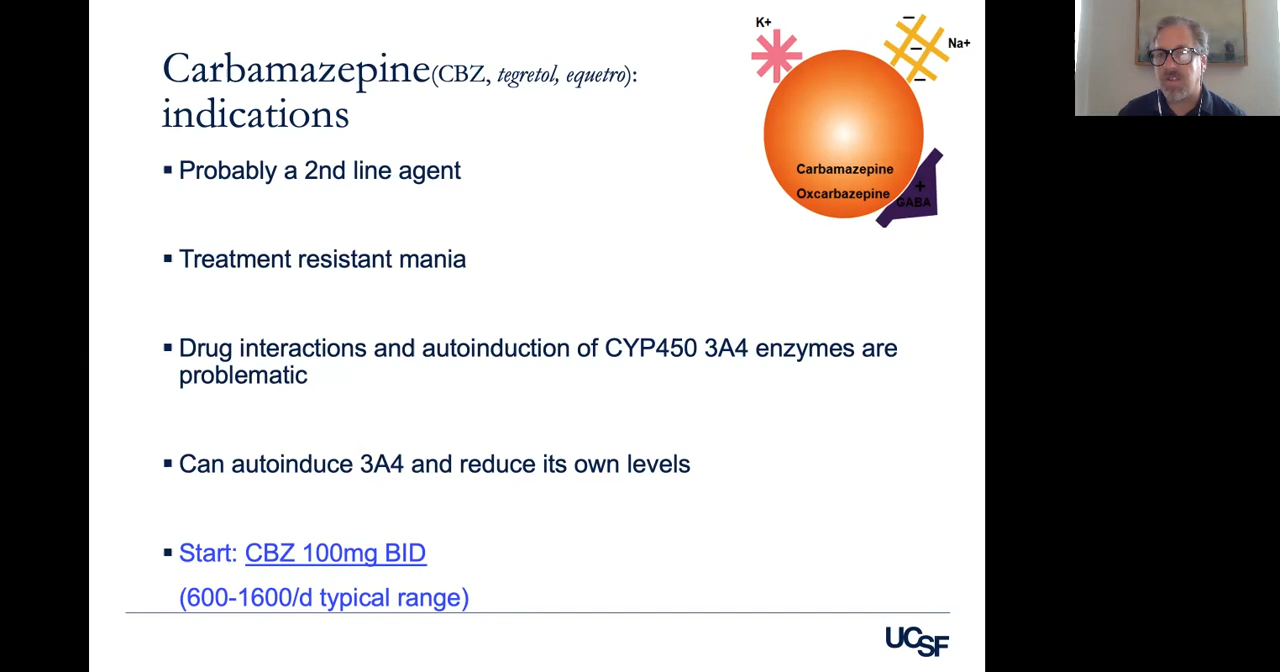 K+
Na+
Carbamazepine(CBZ, tegretol, equetro):
indications
▪ Probably a 2nd line agent
Carbamazepine
Oxcarbazepine
+
GABA
▪ Treatment resistant mania
▪ Drug interactions and autoinduction of CYP450 3A4 enzymes are
problematic
▪ Can autoinduce 3A4 and reduce its own levels
▪ Start: CBZ 100mg BID
(600-1600/d typical range)
UCSF